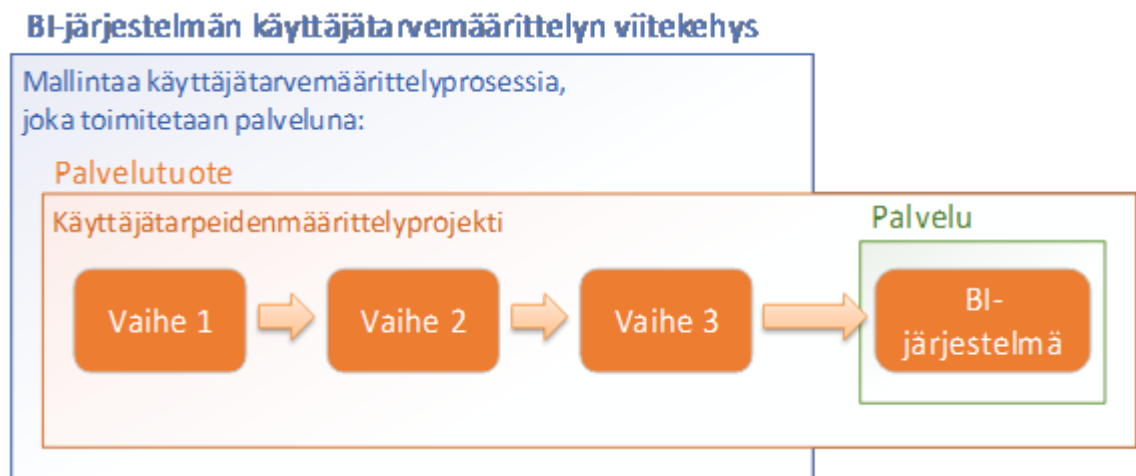 BI-järjestelmän käyttäjätarvemäärittelyn viitekehys
Mallintaa käyttäjätarvemäärittelyprosessia,
joka toimitetaan palveluna:
Palvelutuote
Käyttäjätarpeidenmäärittelyprojekti
Palvelu
Vaihe 1
Vaihe 2
Vaihe 3
BI-
järjestelmä